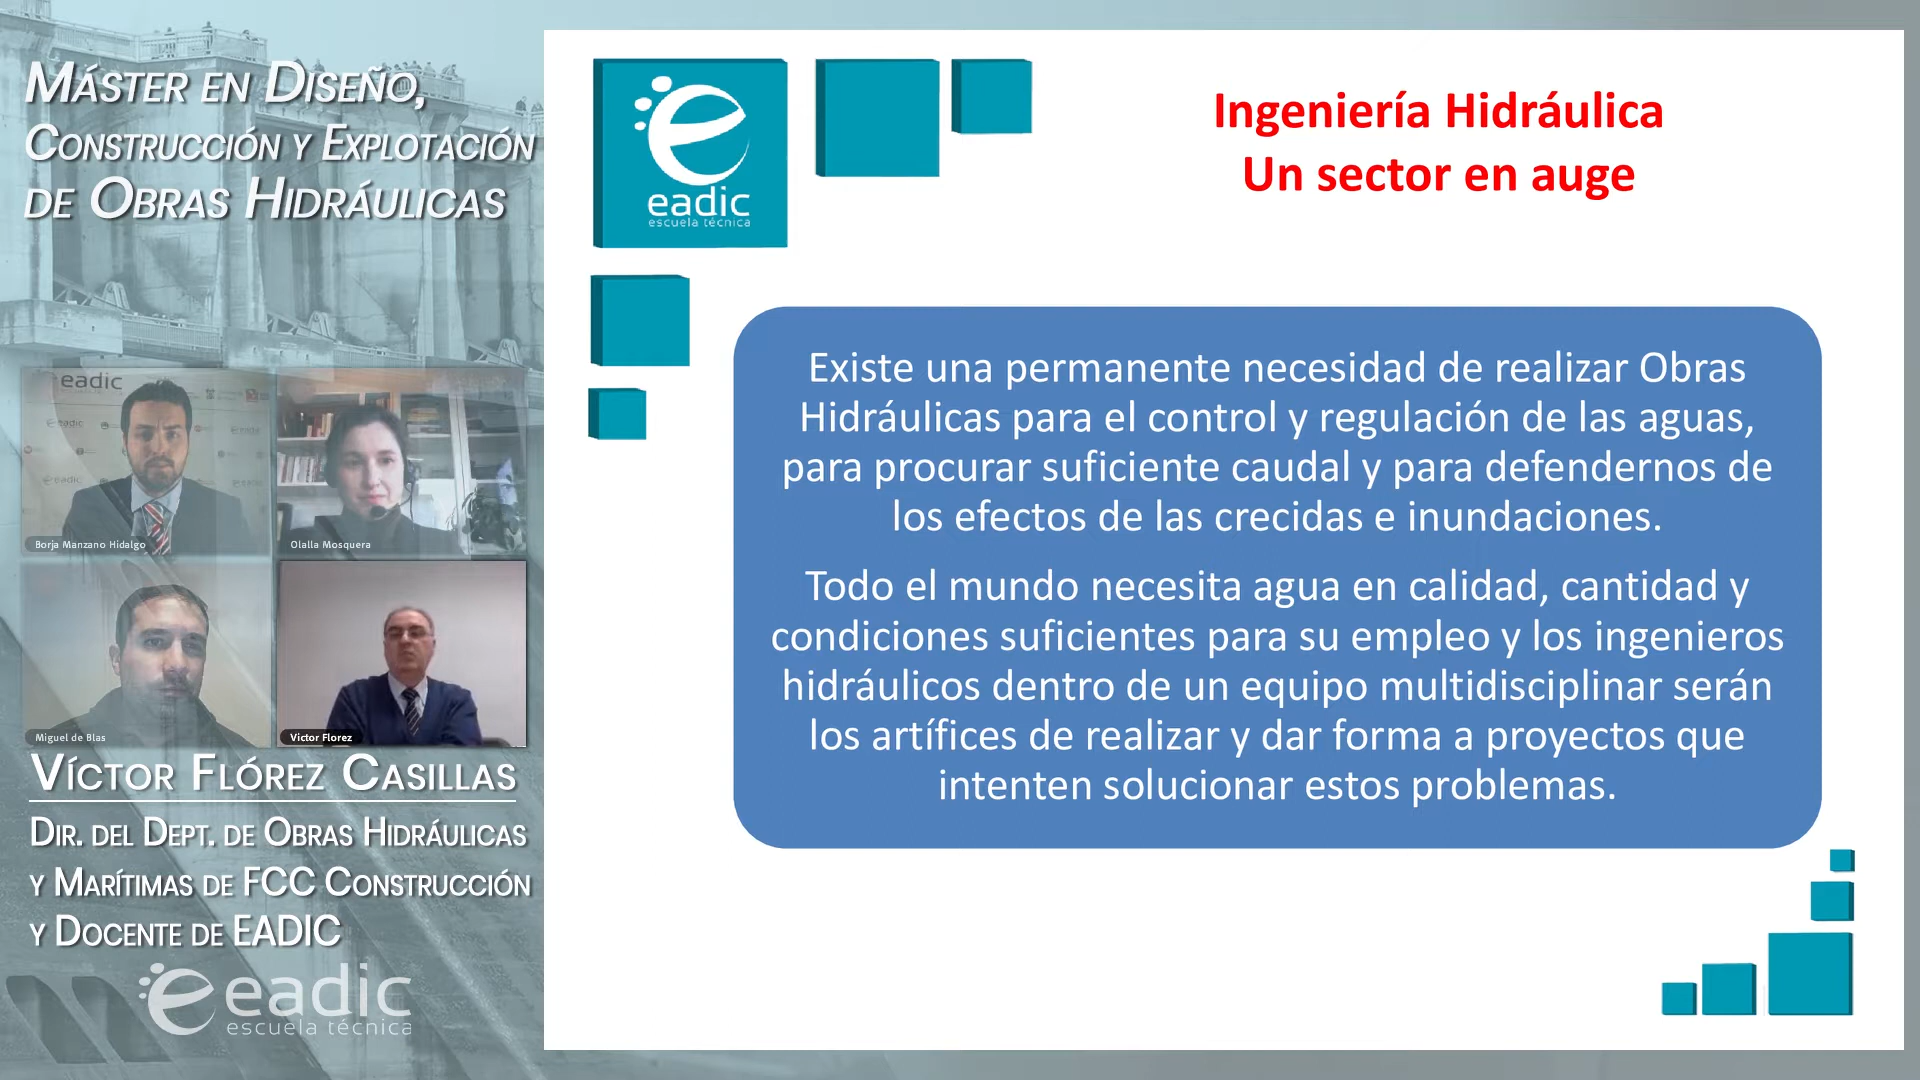 Máster en Diseño,
Construcción y Explotación
de Obras Hidráulicas
eadic
Borja Manzano Hidalgo
Olalla Mosquera
Miguel de Blas
Victor Florez
Víctor Flórez Casillas
Dir. del Dept. de Obras Hidráulicas
y Marítimas de FCC Construcción
y Docente de EADIC
eadic
escuela técnica
eadic
escuela técnica
Ingeniería Hidráulica
Un sector en auge
Existe una permanente necesidad de realizar Obras
Hidráulicas para el control y regulación de las aguas,
para procurar suficiente caudal y para defendernos de
los efectos de las crecidas e inundaciones.
Todo el mundo necesita agua en calidad, cantidad y
condiciones suficientes para su empleo y los ingenieros
hidráulicos dentro de un equipo multidisciplinar serán
los artífices de realizar y dar forma a proyectos que
intenten solucionar estos problemas.